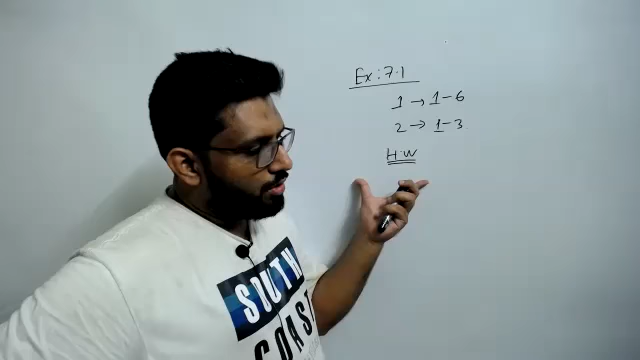 Ex: 7.1
1 → 1-6
2 → 1-3.
H.W
SOUTH
COAST